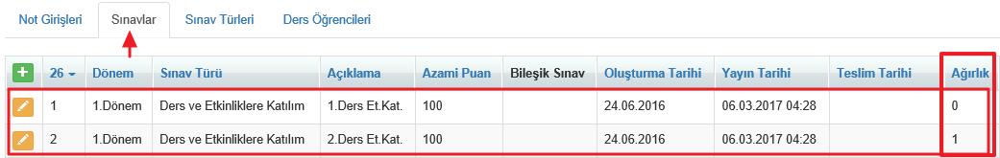 Not Girişleri Sınavlar Sınav Türleri Ders Öğrencileri
26 Dönem Sınav Türü Açıklama Azami Puan Bileşik Sınav Oluşturma Tarihi Yayın Tarihi Teslim Tarihi Ağırlık
1 1.Dönem Ders ve Etkinliklere Katılım 1.Ders Et.Kat. 100 24.06.2016 06.03.2017 04:28 0
2 1.Dönem Ders ve Etkinliklere Katılım 2.Ders Et.Kat. 100 24.06.2016 06.03.2017 04:28 1